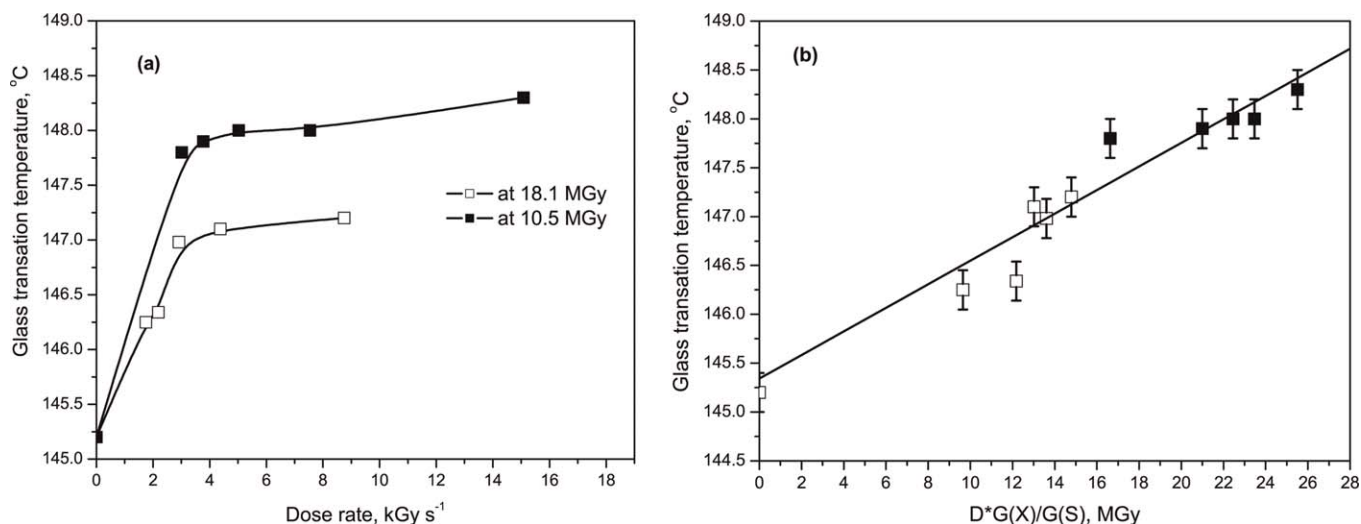 149.0
148.5
148.0
147.5
147.0
146.5
146.0
145.5
145.0
Glass transation temperature, °C
(a)
at 18.1 MGy
at 10.5 MGy
0 2 4 6 8 10 12 14 16 18
Dose rate, kGy s⁻¹
149.0
148.5
148.0
147.5
147.0
146.5
146.0
145.5
145.0
144.5
Glass transation temperature, °C
(b)
0 2 4 6 8 10 12 14 16 18 20 22 24 26 28
D*G(X)/G(S), MGy